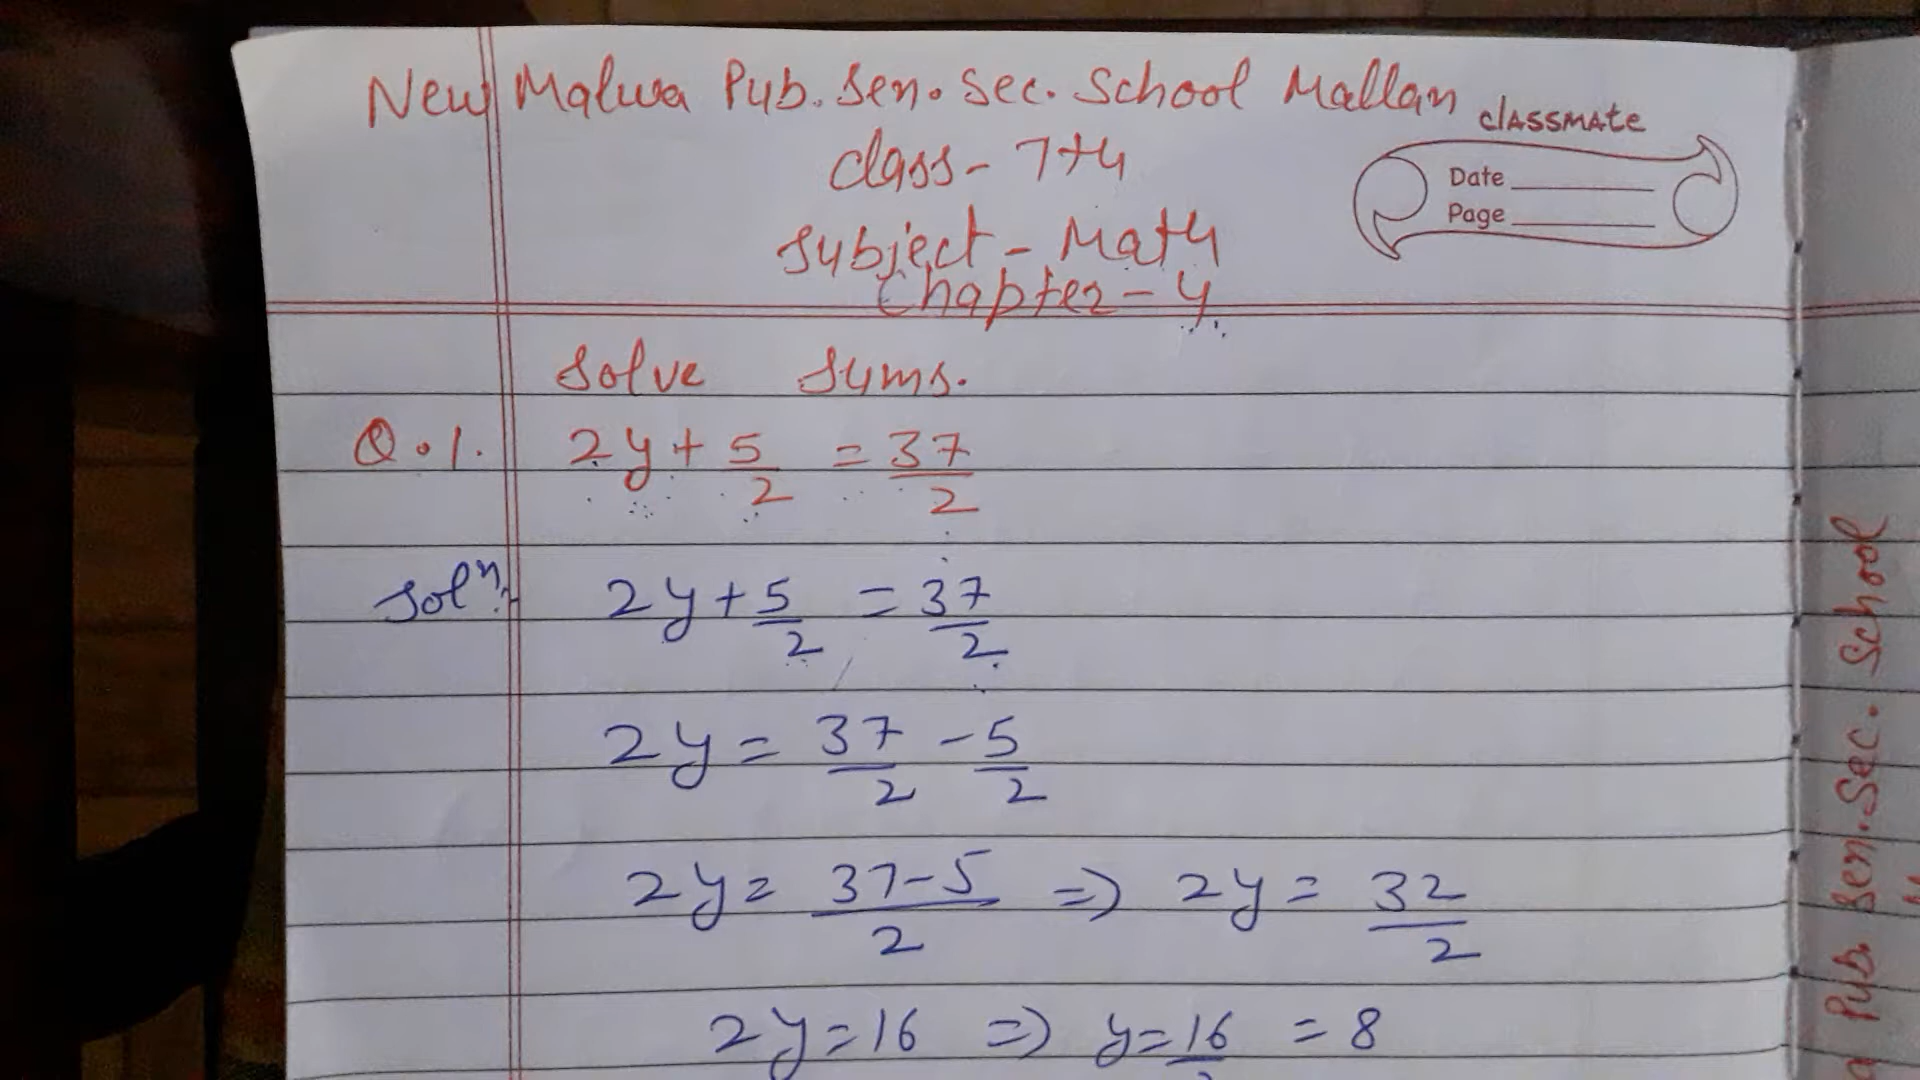 New Malwa Pub. Sen. Sec. School Mallan
classmate
Class - 7th
Date
Page
Subject - Math
Chapter - 4
Solve Sums.
Q.1. 2y + 5/2 = 37/2
Solⁿ: 2y + 5/2 = 37/2
2y = 37/2 - 5/2
2y = 37-5/2 => 2y = 32/2
2y = 16 => y = 16/ = 8
Pub. Sen. Sec. School